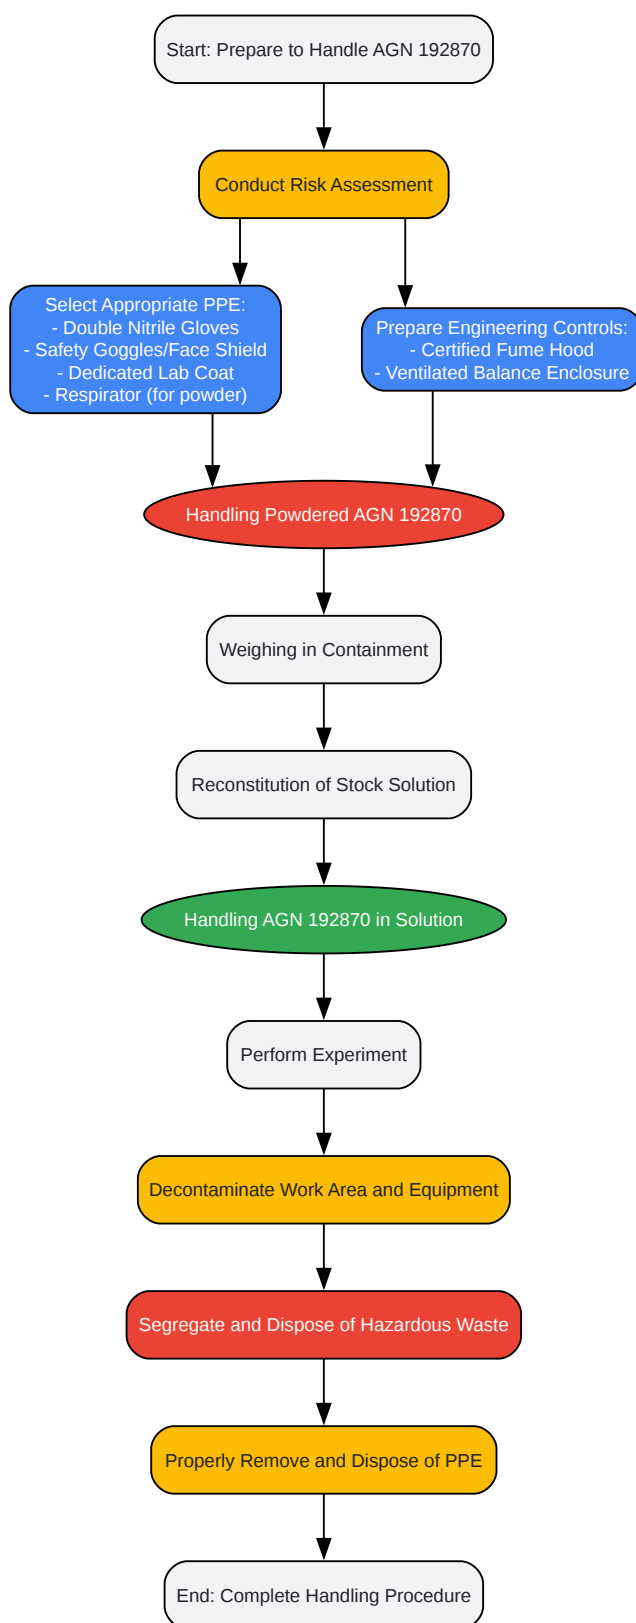 Start: Prepare to Handle AGN 192870
Conduct Risk Assessment
Select Appropriate PPE:
- Double Nitrile Gloves
- Safety Goggles/Face Shield
- Dedicated Lab Coat
- Respirator (for powder)
Prepare Engineering Controls:
- Certified Fume Hood
- Ventilated Balance Enclosure
Handling Powdered AGN 192870
Weighing in Containment
Reconstitution of Stock Solution
Handling AGN 192870 in Solution
Perform Experiment
Decontaminate Work Area and Equipment
Segregate and Dispose of Hazardous Waste
Properly Remove and Dispose of PPE
End: Complete Handling Procedure